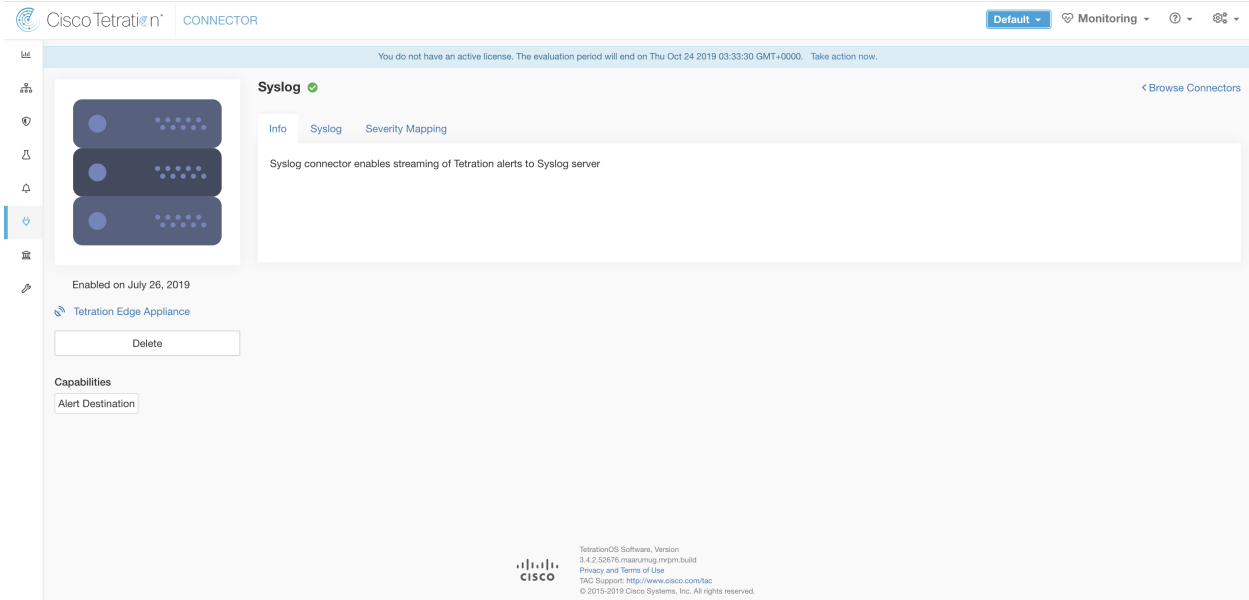 Cisco Tetration
CONNECTOR
Default
Monitoring
You do not have an active license. The evaluation period will end on Thu Oct 24 2019 03:33:30 GMT+0000. Take action now.
Syslog
Browse Connectors
Info Syslog Severity Mapping
Syslog connector enables streaming of Tetration alerts to Syslog server
Enabled on July 26, 2019
Tetration Edge Appliance
Delete
Capabilities
Alert Destination
CISCO
TetrationOS Software, Version
3.4.2.52676.maarumug.mrpm.build
Privacy and Terms of Use
TAC Support: http://www.cisco.com/tac
© 2015-2019 Cisco Systems, Inc. All rights reserved.